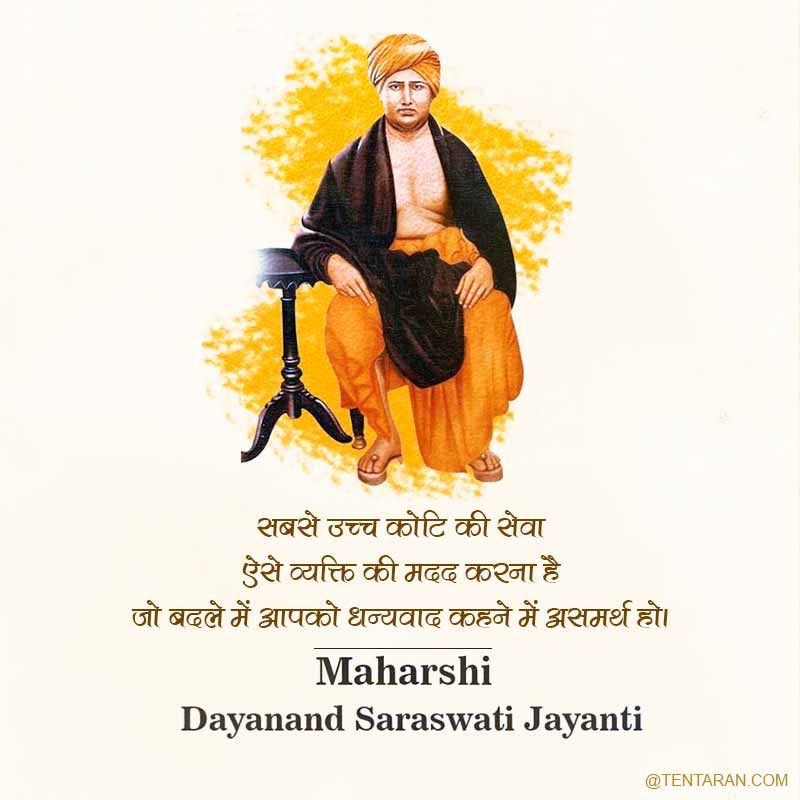 सबसे उच्च कोटि की सेवा
ऐसे व्यक्ति की मदद करना है
जो बदले में आपको धन्यवाद कहने में असमर्थ हो।
Maharshi
Dayanand Saraswati Jayanti
@TENTARAN.COM